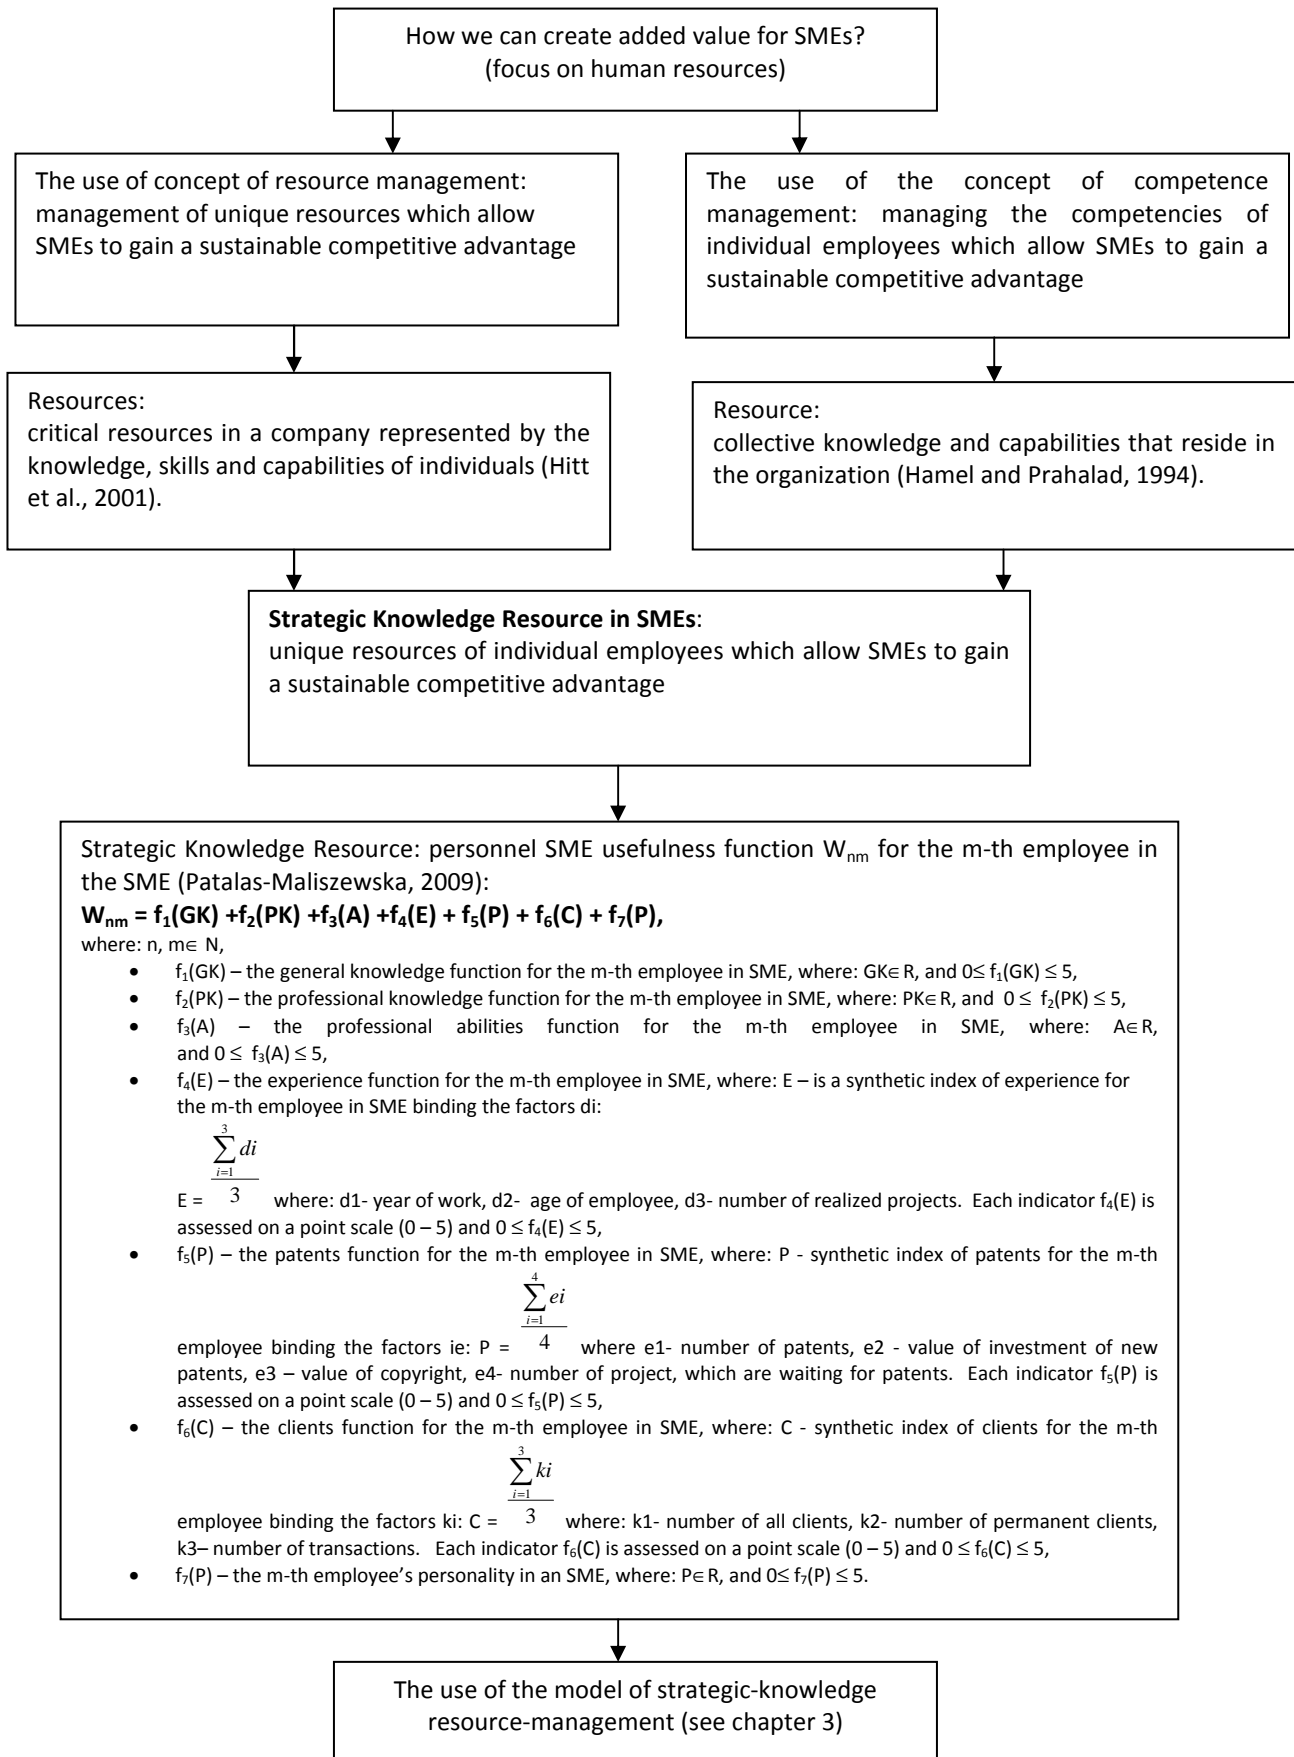 How we can create added value for SMEs?
(focus on human resources)
The use of concept of resource management:
management of unique resources which allow
SMEs to gain a sustainable competitive advantage
The use of the concept of competence
management: managing the competencies of
individual employees which allow SMEs to gain a
sustainable competitive advantage
Resources:
critical resources in a company represented by the
knowledge, skills and capabilities of individuals (Hitt
et al., 2001).
Resource:
collective knowledge and capabilities that reside in
the organization (Hamel and Prahalad, 1994).
Strategic Knowledge Resource in SMEs:
unique resources of individual employees which allow SMEs to gain
a sustainable competitive advantage
Strategic Knowledge Resource: personnel SME usefulness function Wnm for the m-th employee in
the SME (Patalas-Maliszewska, 2009):
Wnm = f1(GK) +f2(PK) +f3(A) +f4(E) + f5(P) + f6(C) + f7(P),
where: n, m∈ N,
• f1(GK) – the general knowledge function for the m-th employee in SME, where: GK∈R, and 0≤ f1(GK) ≤ 5,
• f2(PK) – the professional knowledge function for the m-th employee in SME, where: PK∈R, and 0 ≤ f2(PK) ≤ 5,
• f3(A) – the professional abilities function for the m-th employee in SME, where: A∈R,
and 0 ≤ f3(A) ≤ 5,
• f4(E) – the experience function for the m-th employee in SME, where: E – is a synthetic index of experience for
the m-th employee in SME binding the factors di:
E = ∑_{i=1}^{3} di / 3 where: d1- year of work, d2- age of employee, d3- number of realized projects. Each indicator f4(E) is
assessed on a point scale (0 – 5) and 0 ≤ f4(E) ≤ 5,
• f5(P) – the patents function for the m-th employee in SME, where: P - synthetic index of patents for the m-th
employee binding the factors ie: P = ∑_{i=1}^{4} ei / 4 where e1- number of patents, e2 - value of investment of new
patents, e3 – value of copyright, e4- number of project, which are waiting for patents. Each indicator f5(P) is
assessed on a point scale (0 – 5) and 0 ≤ f5(P) ≤ 5,
• f6(C) – the clients function for the m-th employee in SME, where: C - synthetic index of clients for the m-th
employee binding the factors ki: C = ∑_{i=1}^{3} ki / 3 where: k1- number of all clients, k2- number of permanent clients,
k3– number of transactions. Each indicator f6(C) is assessed on a point scale (0 – 5) and 0 ≤ f6(C) ≤ 5,
• f7(P) – the m-th employee's personality in an SME, where: P∈R, and 0≤ f7(P) ≤ 5.
The use of the model of strategic-knowledge
resource-management (see chapter 3)